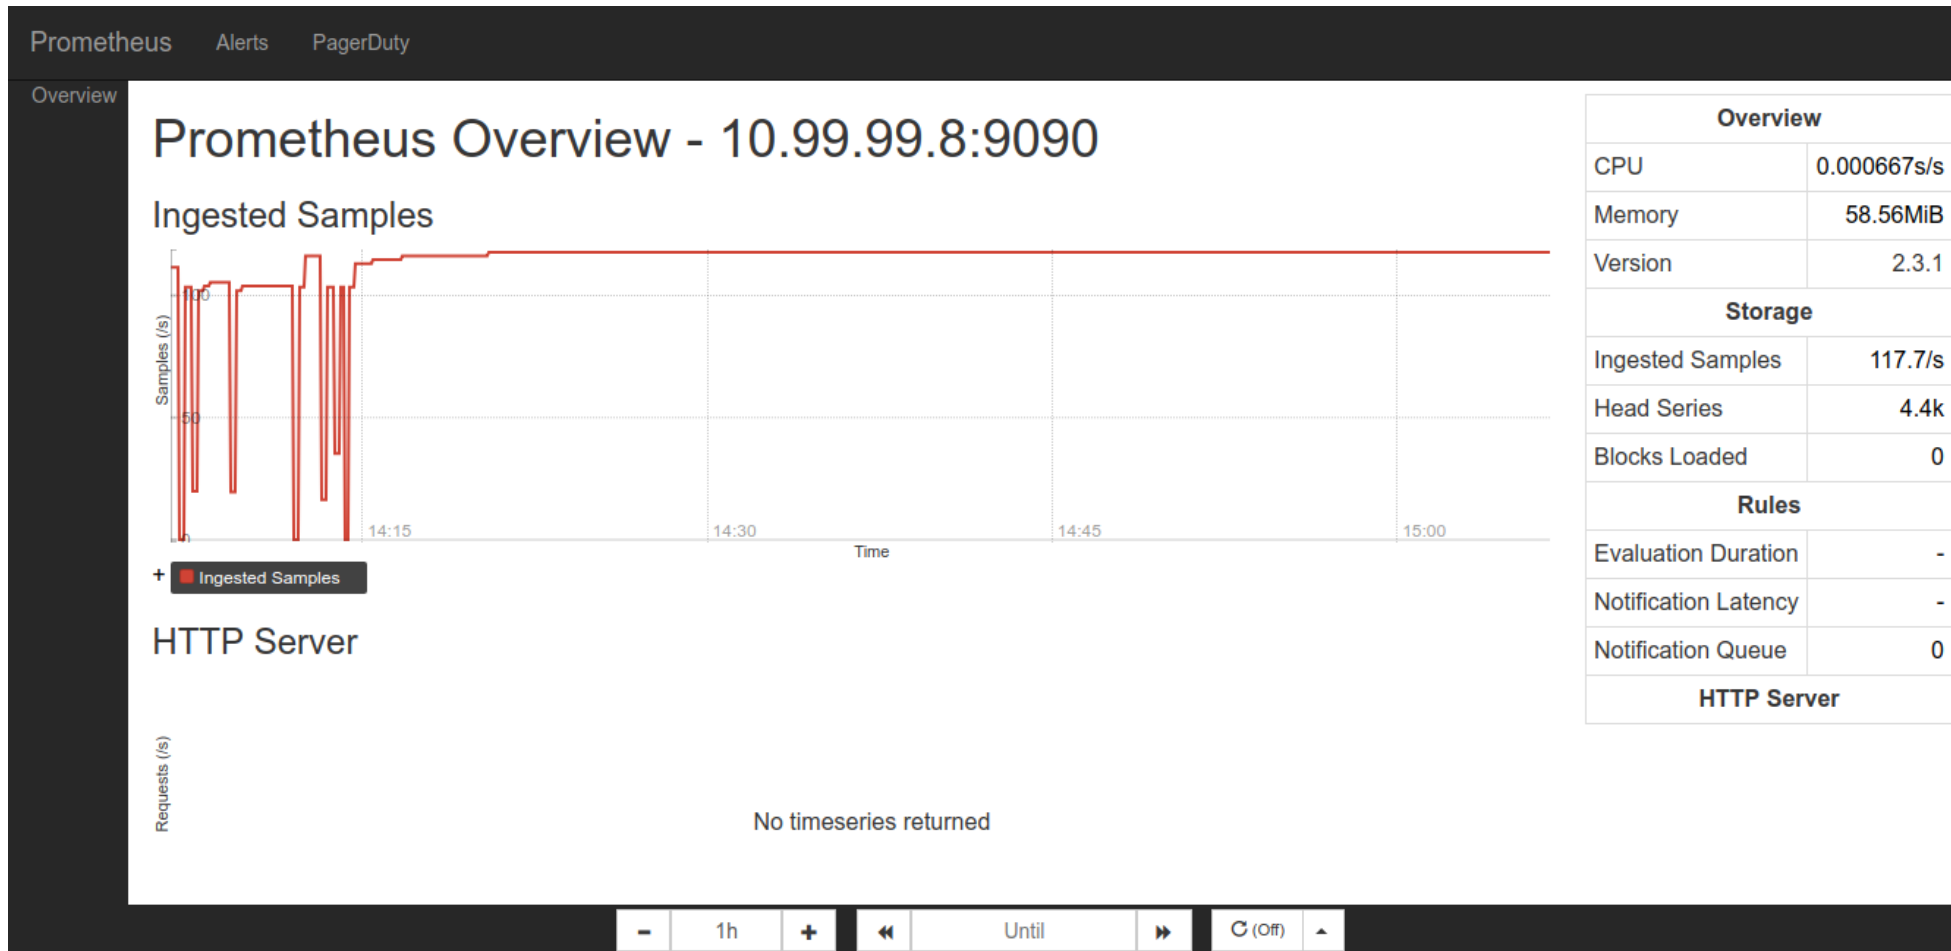 Prometheus Alerts PagerDuty
Overview
Prometheus Overview - 10.99.99.8:9090
Ingested Samples
Samples (/s)
100
50
0
14:15 14:30 14:45 15:00
Time
+ Ingested Samples
HTTP Server
Requests (/s)
No timeseries returned
Overview
CPU 0.000667s/s
Memory 58.56MiB
Version 2.3.1
Storage
Ingested Samples 117.7/s
Head Series 4.4k
Blocks Loaded 0
Rules
Evaluation Duration -
Notification Latency -
Notification Queue 0
HTTP Server
1h Until (Off)